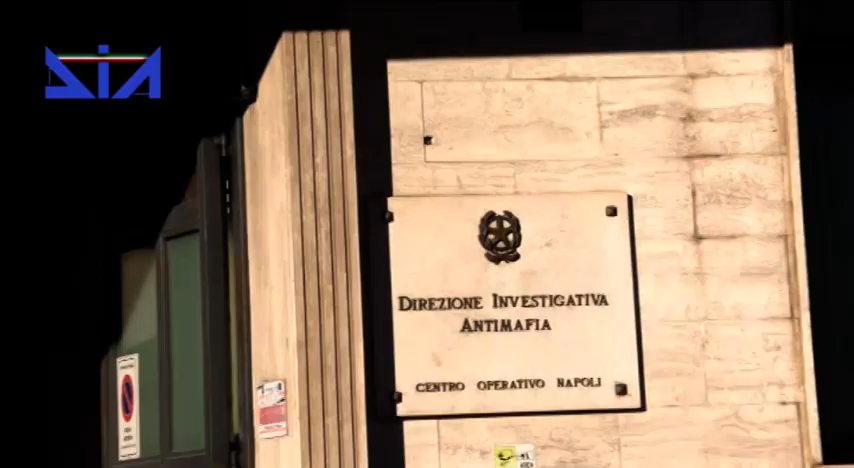 DIA
DIREZIONE INVESTIGATIVA
ANTIMAFIA
CENTRO OPERATIVO NAPOLI